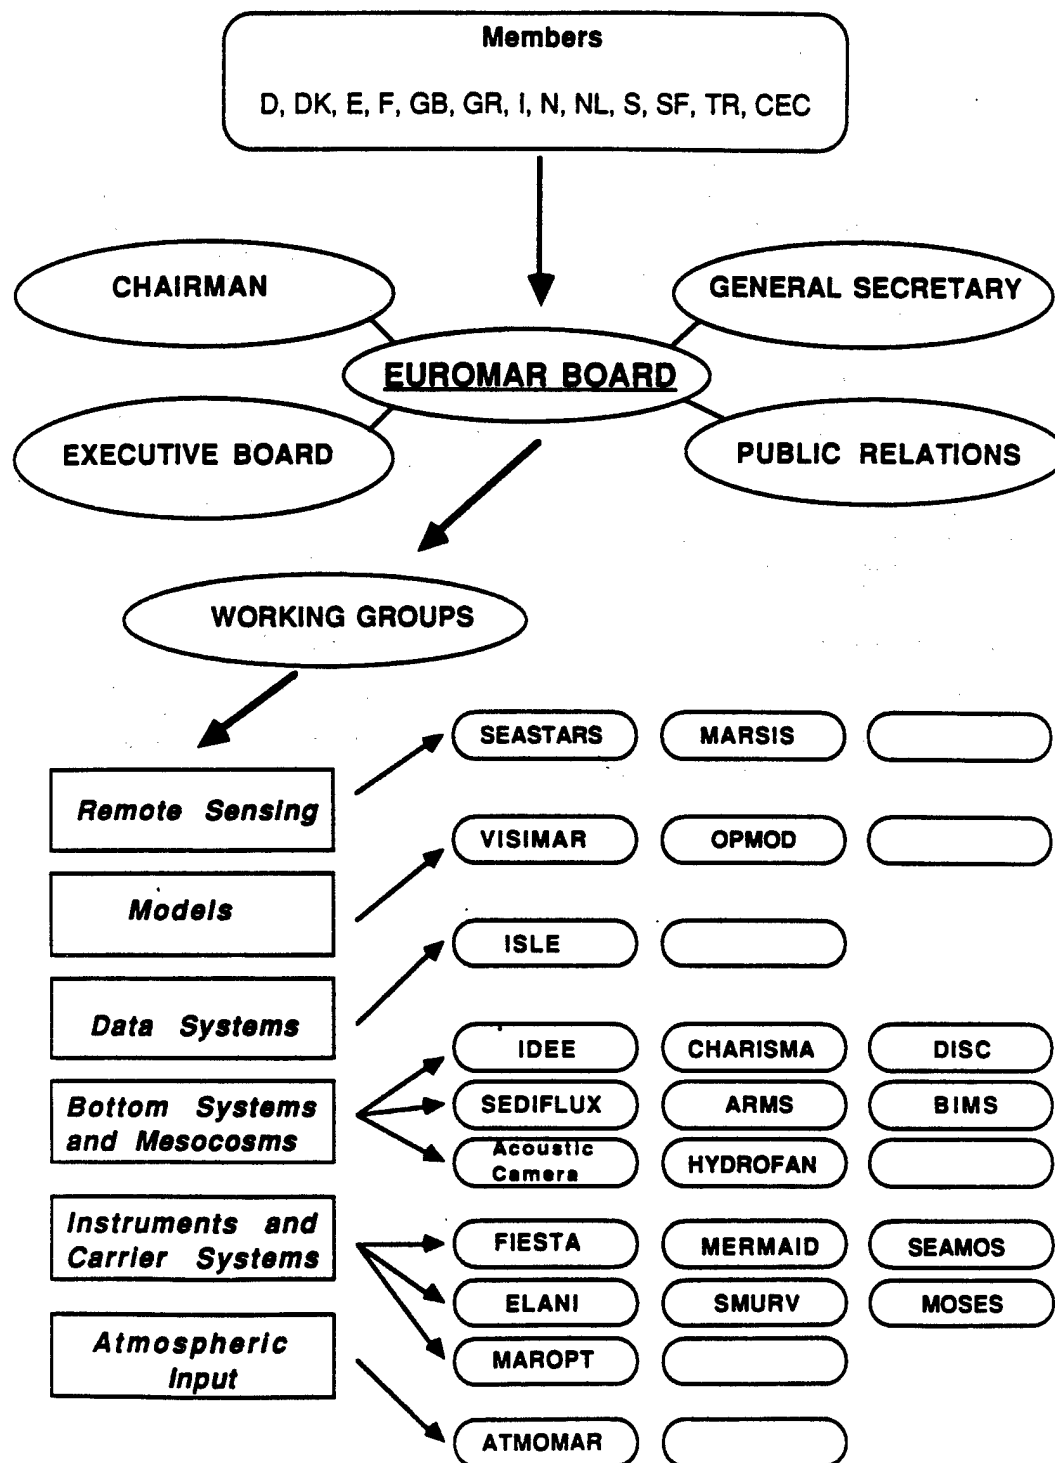 Members
D, DK, E, F, GB, GR, I, N, NL, S, SF, TR, CEC
CHAIRMAN
GENERAL SECRETARY
EUROMAR BOARD
EXECUTIVE BOARD
PUBLIC RELATIONS
WORKING GROUPS
Remote Sensing
SEASTARS
MARSIS
Models
VISIMAR
OPMOD
Data Systems
ISLE
Bottom Systems
and Mesocosms
IDEE
CHARISMA
DISC
SEDIFLUX
ARMS
BIMS
Acoustic
Camera
HYDROFAN
Instruments and
Carrier Systems
FIESTA
MERMAID
SEAMOS
ELANI
SMURV
MOSES
MAROPT
Atmospheric
Input
ATMOMAR